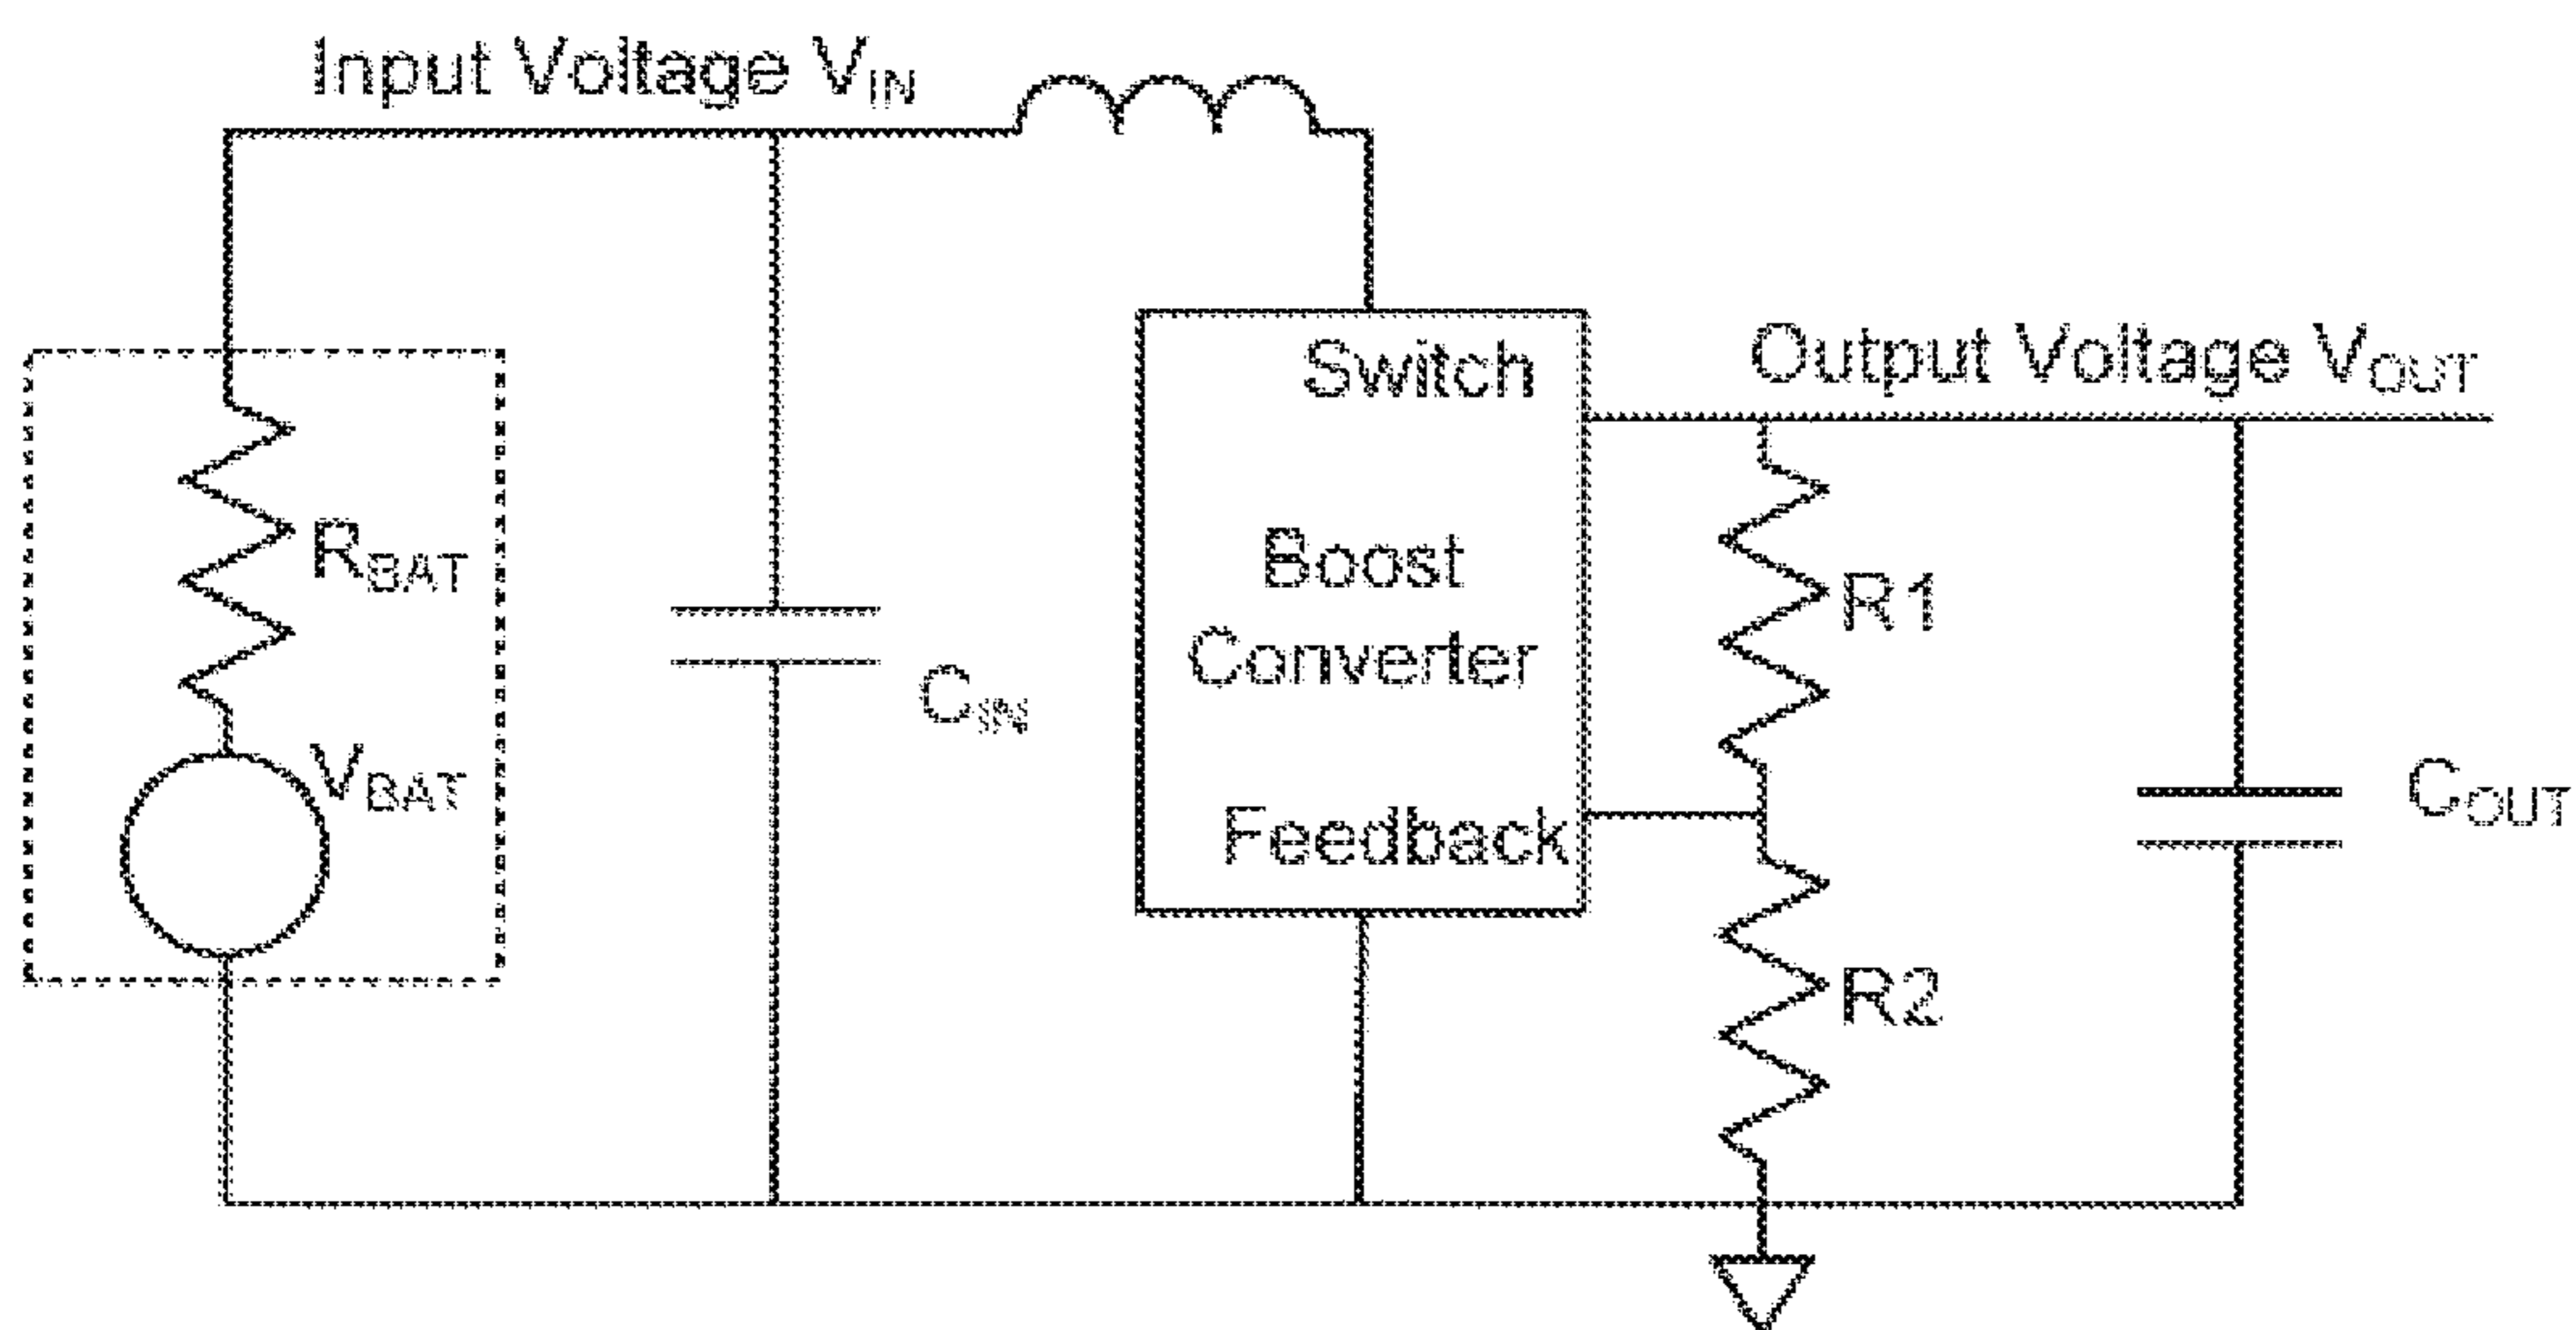 Input Voltage VIN
Switch
Output Voltage VOUT
RBAT
Boost
Converter
R1
CIN
VBAT
Feedback
COUT
R2